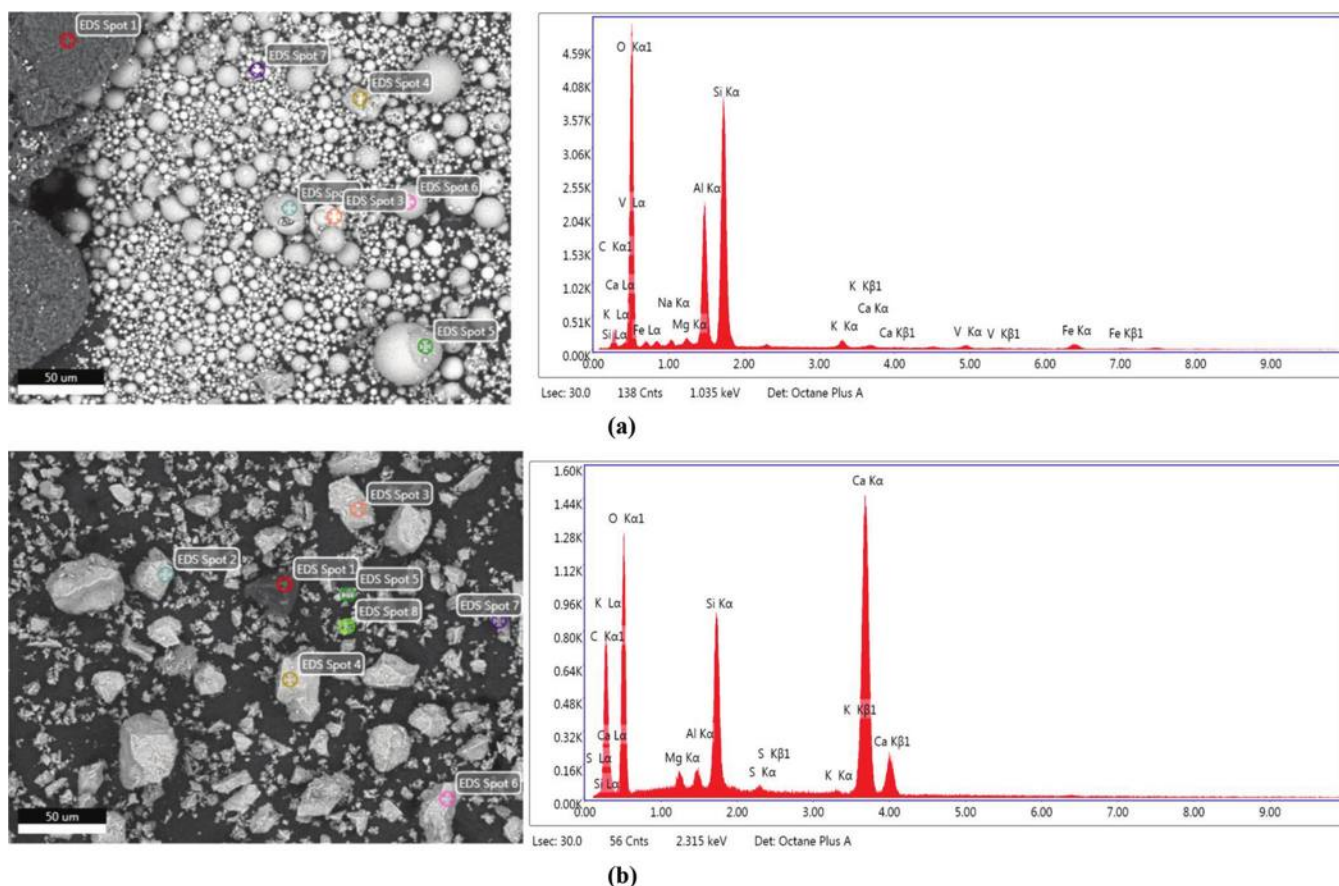 EDS Spot 1
EDS Spot 7
EDS Spot 4
EDS Spo
EDS Spot 3
EDS Spot 6
EDS Spot 5
50 um
4.59K
4.08K
3.57K
3.06K
2.55K
2.04K
1.53K
1.02K
0.51K
0.00K
O Kα1
Si Kα
Al Kα
V Lα
C Kα1
Ca Lα
K Lα
Si Lα
Fe Lα
Na Kα
Mg Kα
K Kβ1
Ca Kα
K Kα
Ca Kβ1
V Kα
V Kβ1
Fe Kα
Fe Kβ1
0.00 1.00 2.00 3.00 4.00 5.00 6.00 7.00 8.00 9.00
Lsec: 30.0 138 Cnts 1.035 keV Det: Octane Plus A
(a)
EDS Spot 3
EDS Spot 2
EDS Spot 1
EDS Spot 5
EDS Spot 7
EDS Spot 8
EDS Spot 4
EDS Spot 6
50 um
1.60K
1.44K
1.28K
1.12K
0.96K
0.80K
0.64K
0.48K
0.32K
0.16K
0.00K
Ca Kα
O Kα1
K Lα
Si Kα
C Kα1
K Kβ1
Ca Lα
Al Kα
Ca Kβ1
S Lα
Mg Kα
S Kβ1
S Kα
K Kα
Si Lα
0.00 1.00 2.00 3.00 4.00 5.00 6.00 7.00 8.00 9.00
Lsec: 30.0 56 Cnts 2.315 keV Det: Octane Plus A
(b)